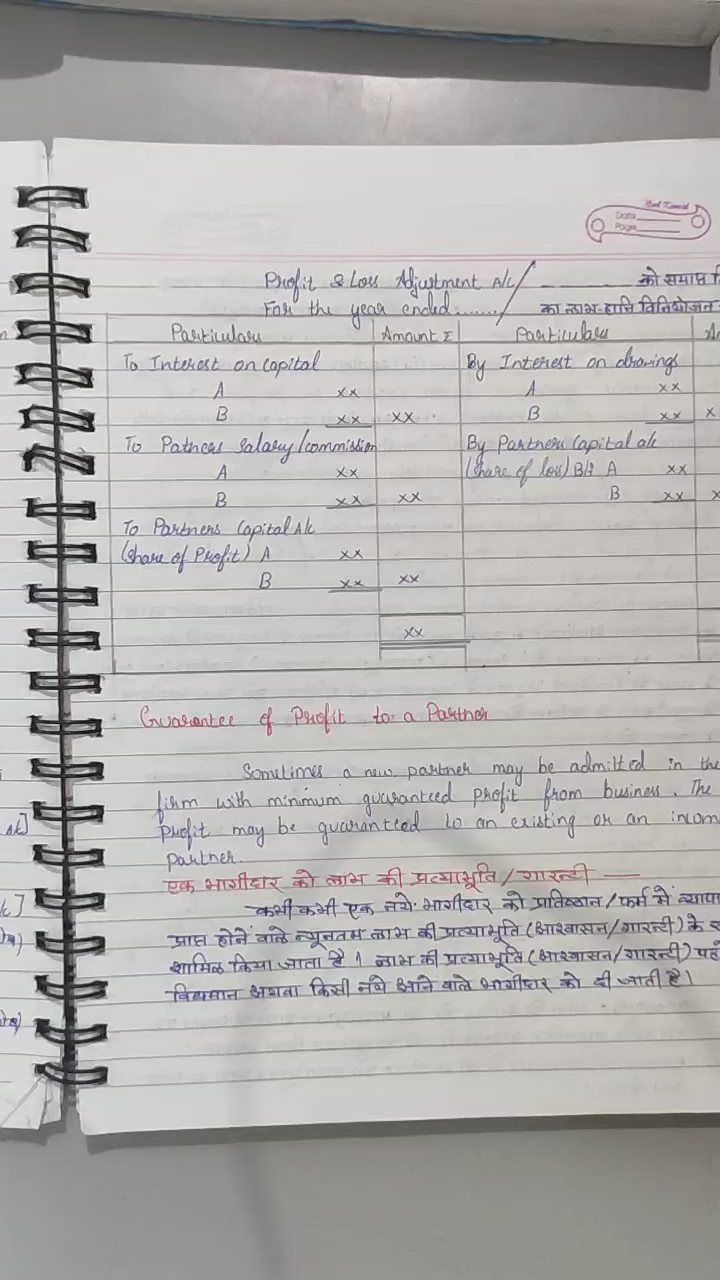 Date
Page
Profit & Loss Adjustment A/c / को समाप्त
For the year ended....... / का लाभ-हानि विनियोजन
Particulars Amount ₹ Particulars
To Interest on capital By Interest on drawings
A xx A xx
B xx xx B xx x
To Patners Salary/commission By Partners Capital a/c
A xx (Share of loss) B/f A xx
B xx xx B xx x
To Partners Capital A/c
(Share of Profit) A xx
B xx xx
xx
Guarantee of Profit to a Partner
Sometimes a new partner may be admitted in the
firm with minimum guaranteed profit from business. The
Profit may be guaranteed to an existing or an incom
partner.
एक भागीदार को लाभ की प्रत्याभूति/गारन्टी —
कभी कभी एक नये भागीदार को प्रतिष्ठान/फर्म में व्यापा
प्राप्त होने वाले न्यूनतम लाभ की प्रत्याभूति (आश्वासन/गारन्टी) के
शामिल किया जाता है। लाभ की प्रत्याभूति (आश्वासन/गारन्टी) पह
विद्यमान अथवा किसी नये आने वाले भागीदार को दी जाती है।